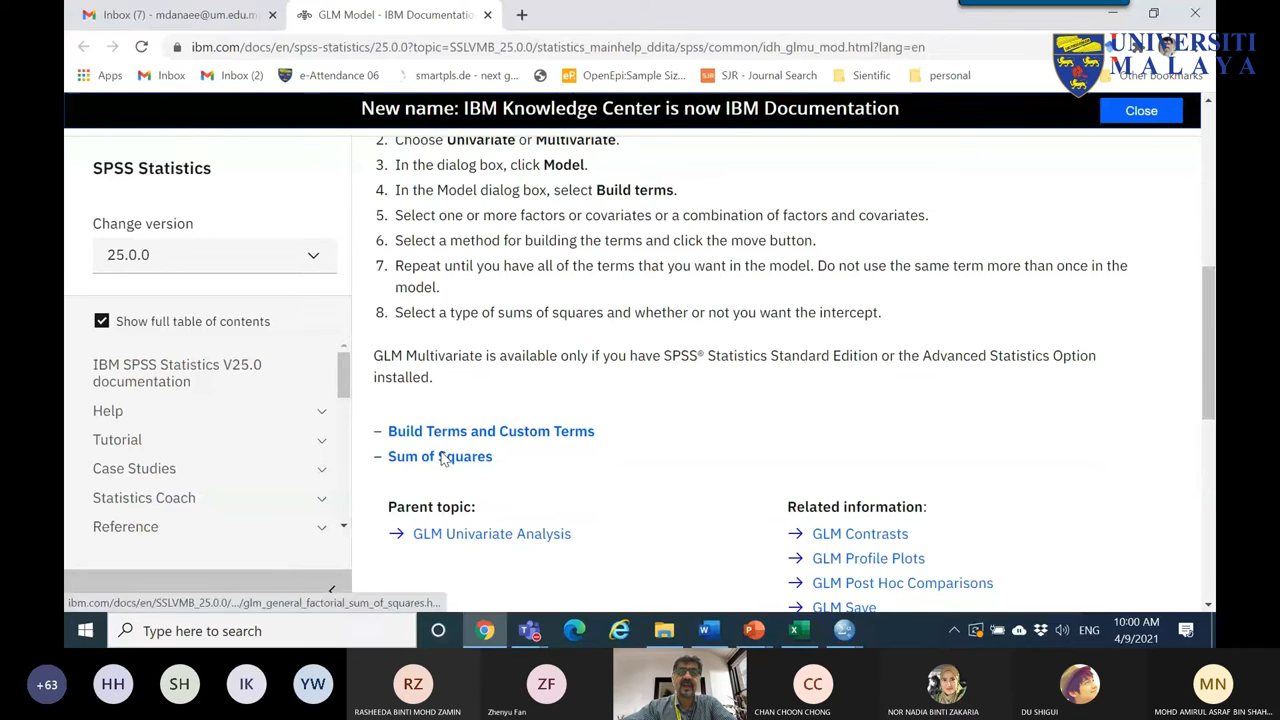 Inbox (7) - mdanaee@um.edu.m
GLM Model - IBM Documentatio
ibm.com/docs/en/spss-statistics/25.0.0?topic=SSLVMB_25.0.0/statistics_mainhelp_ddita/spss/common/idh_glmu_mod.html?lang=en
UNIVERSITI
MALAYA
Apps
Inbox
Inbox (2)
e-Attendance 06
smartpls.de - next g...
OpenEpi:Sample Siz...
SJR - Journal Search
Sientific
personal
Other bookmarks
New name: IBM Knowledge Center is now IBM Documentation
Close
SPSS Statistics
Change version
25.0.0
Show full table of contents
IBM SPSS Statistics V25.0
documentation
Help
Tutorial
Case Studies
Statistics Coach
Reference
2. Choose Univariate or Multivariate.
3. In the dialog box, click Model.
4. In the Model dialog box, select Build terms.
5. Select one or more factors or covariates or a combination of factors and covariates.
6. Select a method for building the terms and click the move button.
7. Repeat until you have all of the terms that you want in the model. Do not use the same term more than once in the
model.
8. Select a type of sums of squares and whether or not you want the intercept.
GLM Multivariate is available only if you have SPSS® Statistics Standard Edition or the Advanced Statistics Option
installed.
– Build Terms and Custom Terms
– Sum of Squares
Parent topic:
→ GLM Univariate Analysis
Related information:
→ GLM Contrasts
→ GLM Profile Plots
→ GLM Post Hoc Comparisons
→ GLM Save
ibm.com/docs/en/SSLVMB_25.0.0/.../glm_general_factorial_sum_of_squares.h...
Type here to search
ENG
10:00 AM
4/9/2021
+63
HH
SH
IK
YW
RZ
RASHEEDA BINTI MOHD ZAMIN
ZF
Zhenyu Fan
CC
CHAN CHOON CHONG
NOR NADIA BINTI ZAKARIA
DU SHIGUI
MN
MOHD AMIRUL ASRAF BIN SHAH...